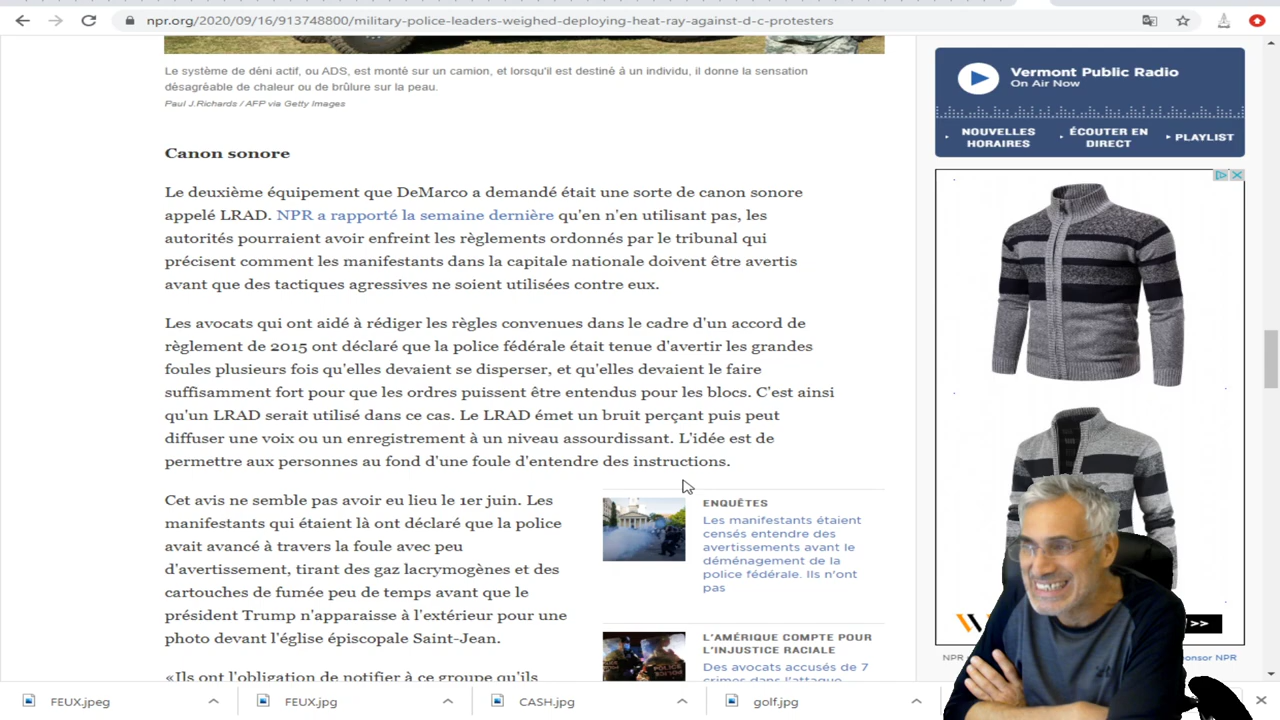 npr.org/2020/09/16/913748800/military-police-leaders-weighed-deploying-heat-ray-against-d-c-protesters
Le système de déni actif, ou ADS, est monté sur un camion, et lorsqu'il est destiné à un individu, il donne la sensation
désagréable de chaleur ou de brûlure sur la peau.
Paul J.Richards / AFP via Getty Images
Canon sonore
Le deuxième équipement que DeMarco a demandé était une sorte de canon sonore
appelé LRAD. NPR a rapporté la semaine dernière qu'en n'en utilisant pas, les
autorités pourraient avoir enfreint les règlements ordonnés par le tribunal qui
précisent comment les manifestants dans la capitale nationale doivent être avertis
avant que des tactiques agressives ne soient utilisées contre eux.
Les avocats qui ont aidé à rédiger les règles convenues dans le cadre d'un accord de
règlement de 2015 ont déclaré que la police fédérale était tenue d'avertir les grandes
foules plusieurs fois qu'elles devaient se disperser, et qu'elles devaient le faire
suffisamment fort pour que les ordres puissent être entendus pour les blocs. C'est ainsi
qu'un LRAD serait utilisé dans ce cas. Le LRAD émet un bruit perçant puis peut
diffuser une voix ou un enregistrement à un niveau assourdissant. L'idée est de
permettre aux personnes au fond d'une foule d'entendre des instructions.
Cet avis ne semble pas avoir eu lieu le 1er juin. Les
manifestants qui étaient là ont déclaré que la police
avait avancé à travers la foule avec peu
d'avertissement, tirant des gaz lacrymogènes et des
cartouches de fumée peu de temps avant que le
président Trump n'apparaisse à l'extérieur pour une
photo devant l'église épiscopale Saint-Jean.
«Ils ont l'obligation de notifier à ce groupe qu'ils
ENQUÊTES
Les manifestants étaient
censés entendre des
avertissements avant le
déménagement de la
police fédérale. Ils n'ont
pas
L'AMÉRIQUE COMPTE POUR
L'INJUSTICE RACIALE
Des avocats accusés de 7
crimes dans l'attaque
Vermont Public Radio
On Air Now
NOUVELLES
HORAIRES
ÉCOUTER EN
DIRECT
PLAYLIST
>>
NPR
onsor NPR
FEUX.jpeg
FEUX.jpg
CASH.jpg
golf.jpg